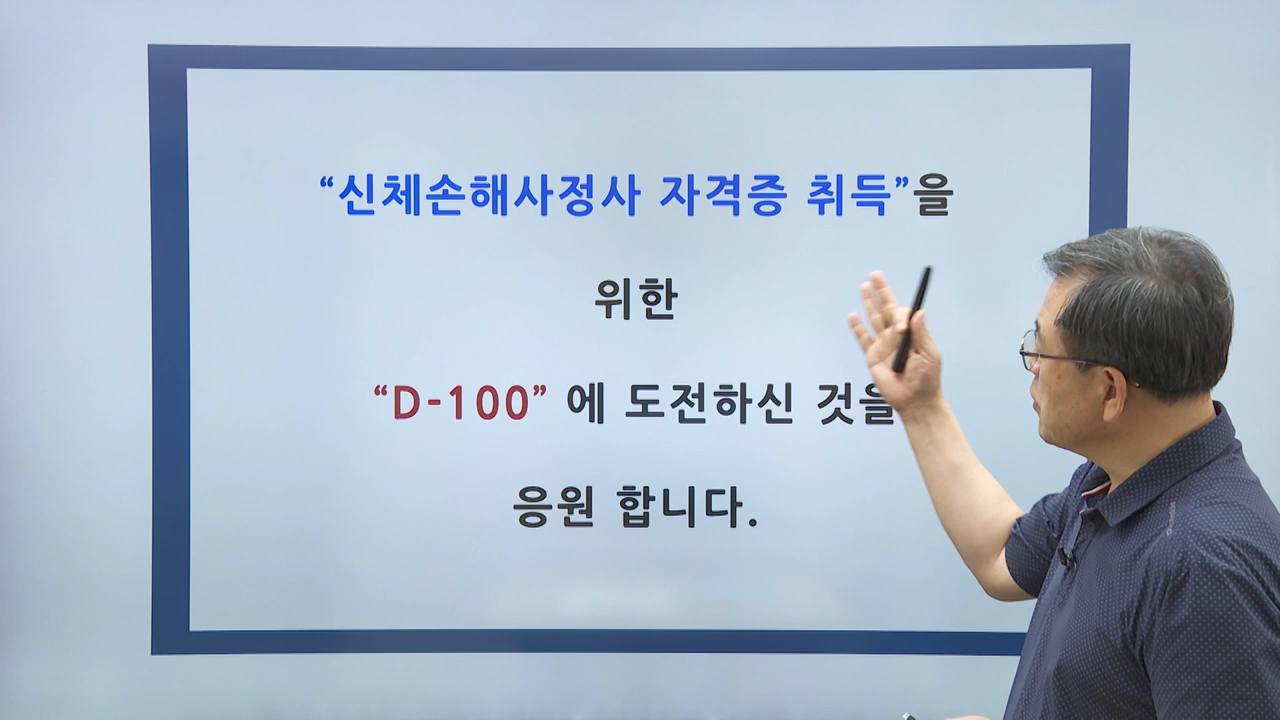 “신체손해사정사 자격증 취득”을
위한
“D-100” 에 도전하신 것을
응원 합니다.